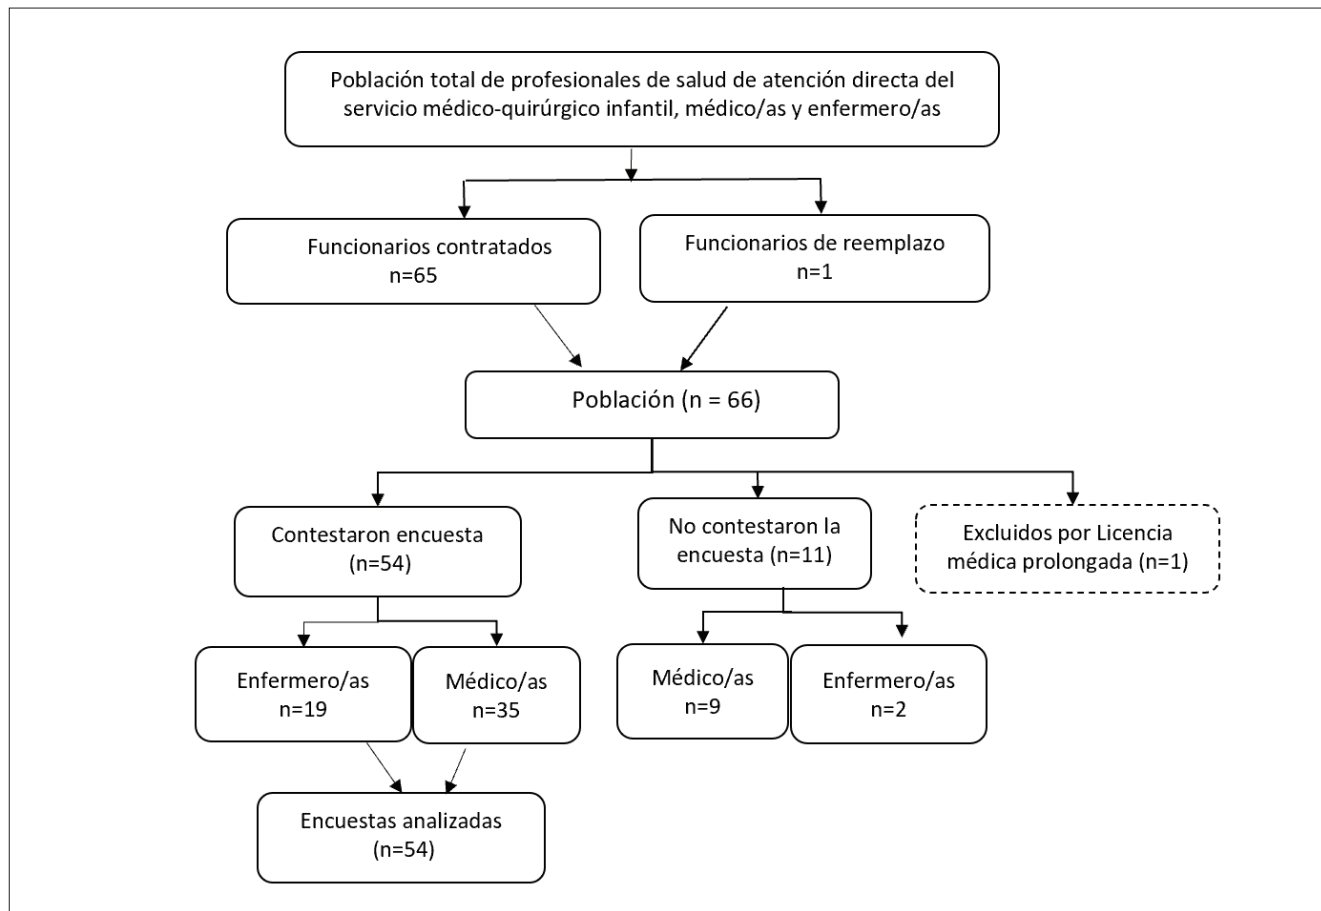 Población total de profesionales de salud de atención directa del
servicio médico-quirúrgico infantil, médico/as y enfermero/as
Funcionarios contratados
n=65
Funcionarios de reemplazo
n=1
Población (n = 66)
Contestaron encuesta
(n=54)
No contestaron la
encuesta (n=11)
Excluidos por Licencia
médica prolongada (n=1)
Enfermero/as
n=19
Médico/as
n=35
Médico/as
n=9
Enfermero/as
n=2
Encuestas analizadas
(n=54)